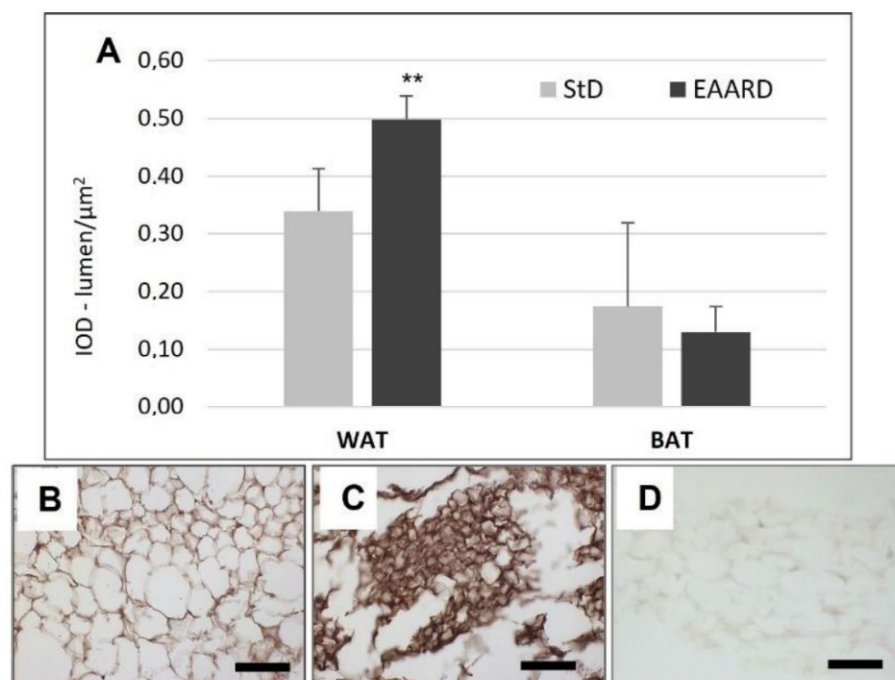 A
0,60
0,50
0,40
0,30
0,20
0,10
0,00
IOD - lumen/µm²
**
StD EAARD
WAT BAT
B C D